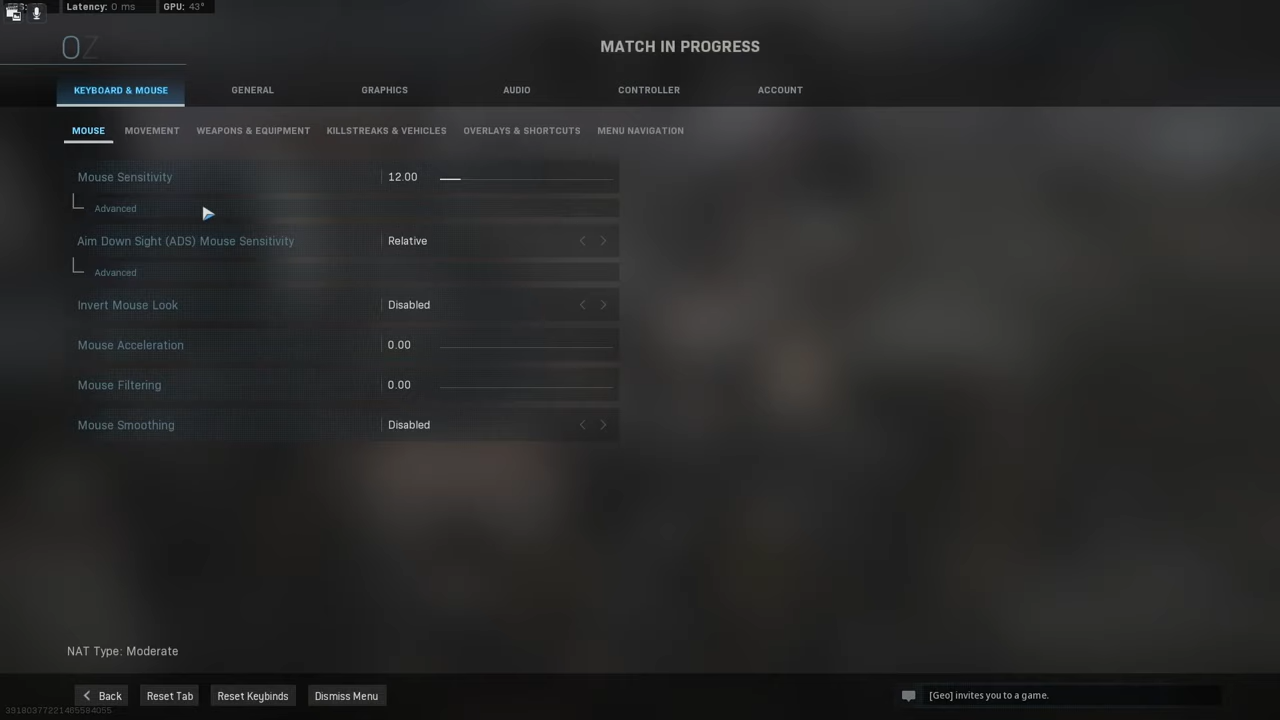 Latency: 0 ms GPU: 43°
OZ
MATCH IN PROGRESS
KEYBOARD & MOUSE GENERAL GRAPHICS AUDIO CONTROLLER ACCOUNT
MOUSE MOVEMENT WEAPONS & EQUIPMENT KILLSTREAKS & VEHICLES OVERLAYS & SHORTCUTS MENU NAVIGATION
Mouse Sensitivity 12.00
Advanced
Aim Down Sight (ADS) Mouse Sensitivity Relative
Advanced
Invert Mouse Look Disabled
Mouse Acceleration 0.00
Mouse Filtering 0.00
Mouse Smoothing Disabled
NAT Type: Moderate
Back Reset Tab Reset Keybinds Dismiss Menu [Geo] invites you to a game.